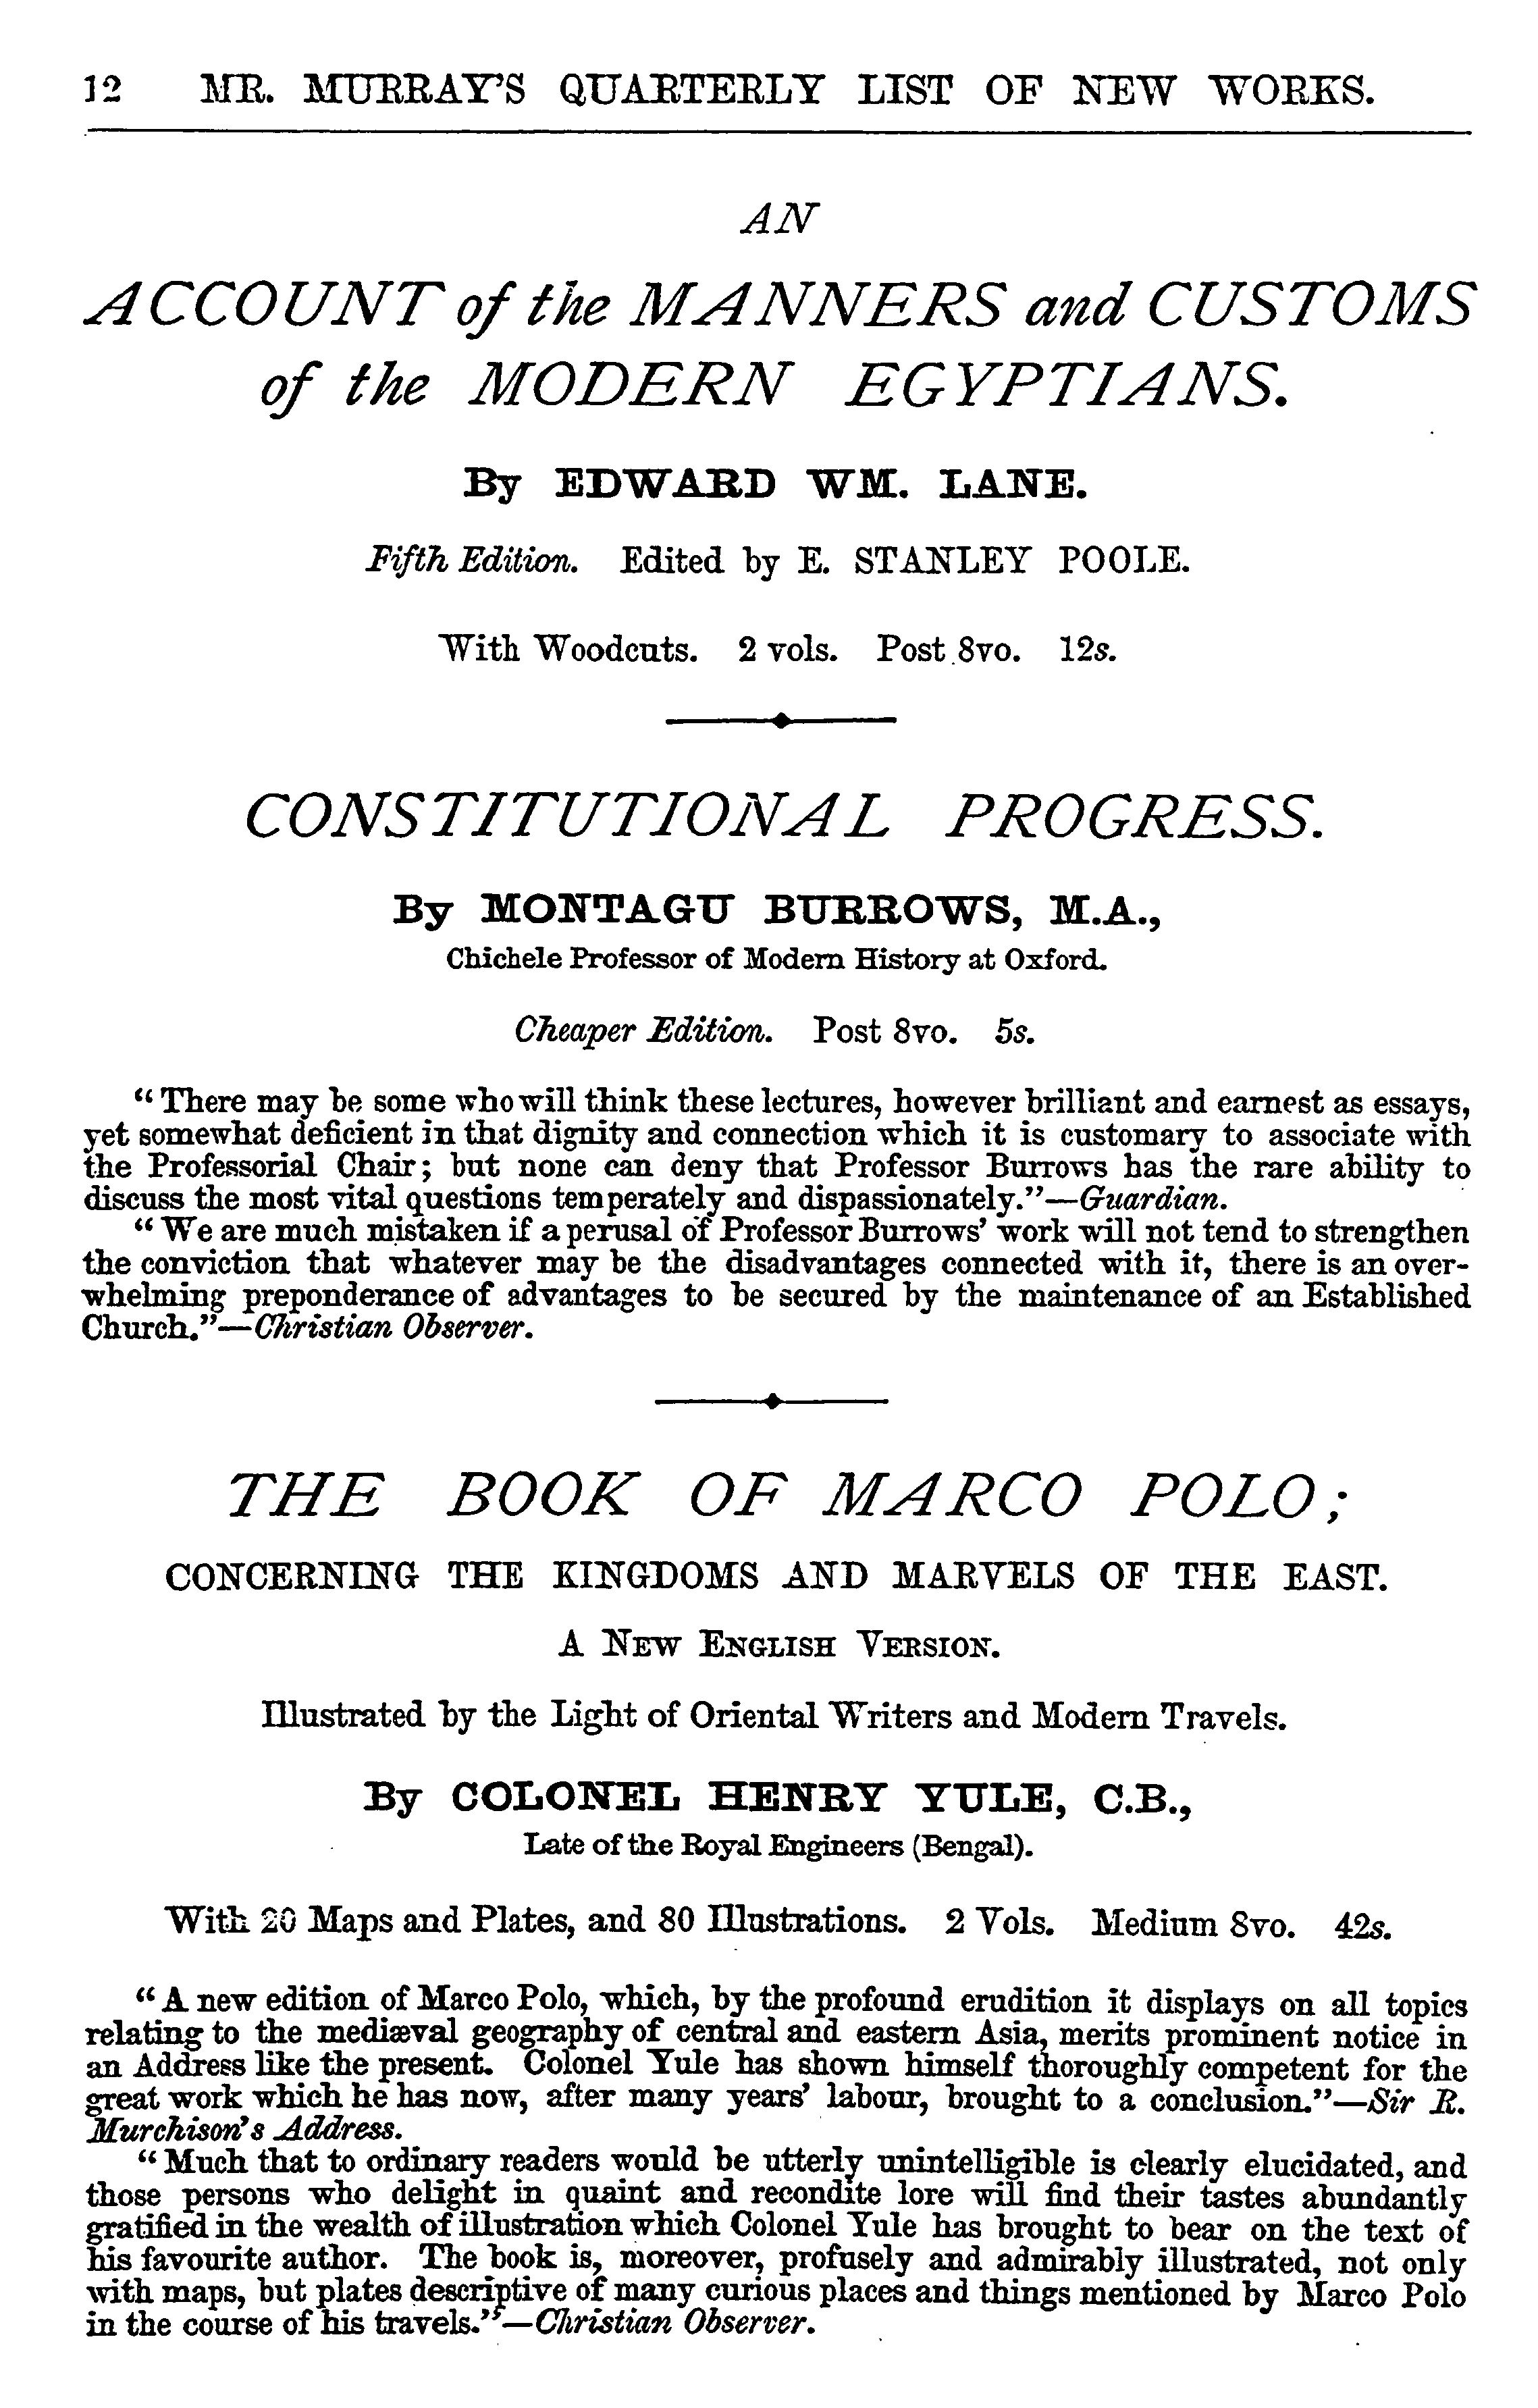 12 MR. MURRAY'S QUARTERLY LIST OF NEW WORKS.
AN
ACCOUNT of the MANNERS and CUSTOMS
of the MODERN EGYPTIANS.
By EDWARD WM. LANE.
Fifth Edition. Edited by E. STANLEY POOLE.
With Woodcuts. 2 vols. Post 8vo. 12s.
CONSTITUTIONAL PROGRESS.
By MONTAGU BURROWS, M.A.,
Chichele Professor of Modern History at Oxford.
Cheaper Edition. Post 8vo. 5s.
“There may be some who will think these lectures, however brilliant and earnest as essays,
yet somewhat deficient in that dignity and connection which it is customary to associate with
the Professorial Chair; but none can deny that Professor Burrows has the rare ability to
discuss the most vital questions temperately and dispassionately.”—Guardian.
“We are much mistaken if a perusal of Professor Burrows’ work will not tend to strengthen
the conviction that whatever may be the disadvantages connected with it, there is an over-
whelming preponderance of advantages to be secured by the maintenance of an Established
Church.”—Christian Observer.
THE BOOK OF MARCO POLO;
CONCERNING THE KINGDOMS AND MARVELS OF THE EAST.
A NEW ENGLISH VERSION.
Illustrated by the Light of Oriental Writers and Modern Travels.
By COLONEL HENRY YULE, C.B.,
Late of the Royal Engineers (Bengal).
With 20 Maps and Plates, and 80 Illustrations. 2 Vols. Medium 8vo. 42s.
“A new edition of Marco Polo, which, by the profound erudition it displays on all topics
relating to the mediæval geography of central and eastern Asia, merits prominent notice in
an Address like the present. Colonel Yule has shown himself thoroughly competent for the
great work which he has now, after many years’ labour, brought to a conclusion.”—Sir R.
Murchison’s Address.
“Much that to ordinary readers would be utterly unintelligible is clearly elucidated, and
those persons who delight in quaint and recondite lore will find their tastes abundantly
gratified in the wealth of illustration which Colonel Yule has brought to bear on the text of
his favourite author. The book is, moreover, profusely and admirably illustrated, not only
with maps, but plates descriptive of many curious places and things mentioned by Marco Polo
in the course of his travels.”—Christian Observer.